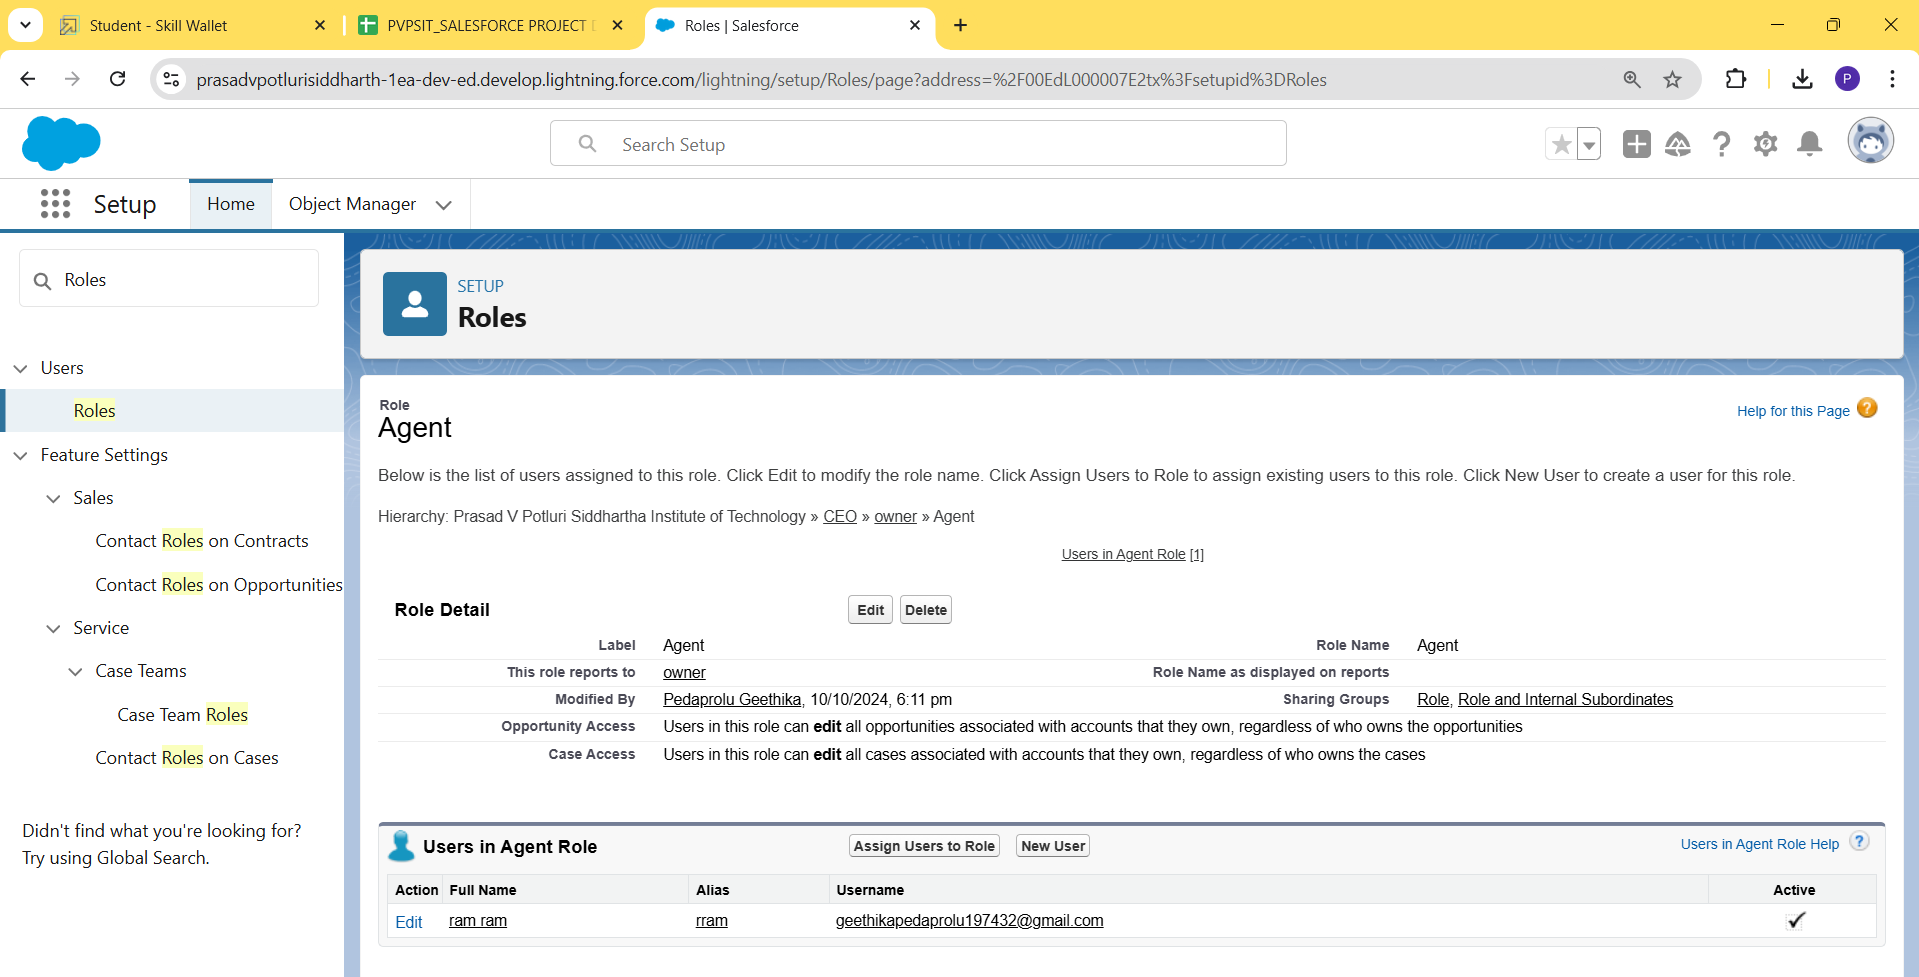 Student - Skill Wallet
PVPSIT_SALESFORCE PROJECT
Roles | Salesforce
prasadvpotlurisiddharth-1ea-dev-ed.develop.lightning.force.com/lightning/setup/Roles/page?address=%2F00EdL000007E2tx%3Fsetupid%3DRoles
P
Search Setup
Setup
Home
Object Manager
Roles
Users
Roles
Feature Settings
Sales
Contact Roles on Contracts
Contact Roles on Opportunities
Service
Case Teams
Case Team Roles
Contact Roles on Cases
Didn't find what you're looking for?
Try using Global Search.
SETUP
Roles
Role
Agent
Help for this Page ?
Below is the list of users assigned to this role. Click Edit to modify the role name. Click Assign Users to Role to assign existing users to this role. Click New User to create a user for this role.
Hierarchy: Prasad V Potluri Siddhartha Institute of Technology » CEO » owner » Agent
Users in Agent Role [1]
Role Detail Edit Delete
Label Agent Role Name Agent
This role reports to owner Role Name as displayed on reports
Modified By Pedaprolu Geethika, 10/10/2024, 6:11 pm Sharing Groups Role, Role and Internal Subordinates
Opportunity Access Users in this role can edit all opportunities associated with accounts that they own, regardless of who owns the opportunities
Case Access Users in this role can edit all cases associated with accounts that they own, regardless of who owns the cases
Users in Agent Role Assign Users to Role New User Users in Agent Role Help ?
Action Full Name Alias Username Active
Edit ram ram rram geethikapedaprolu197432@gmail.com